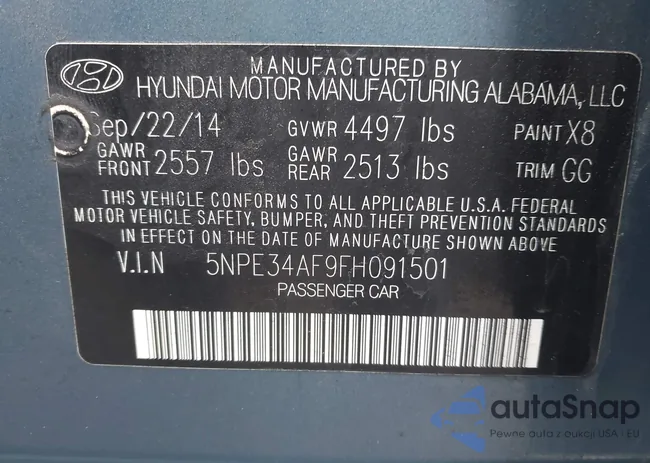 MANUFACTURED BY
HYUNDAI MOTOR MANUFACTURING ALABAMA, LLC
Sep/22/14 GVWR 4497 lbs PAINT X8
GAWR FRONT 2557 lbs GAWR REAR 2513 lbs TRIM GG
THIS VEHICLE CONFORMS TO ALL APPLICABLE U.S.A. FEDERAL
MOTOR VEHICLE SAFETY, BUMPER, AND THEFT PREVENTION STANDARDS
IN EFFECT ON THE DATE OF MANUFACTURE SHOWN ABOVE
V.I.N 5NPE34AF9FH091501
PASSENGER CAR
autaSnap
Pewne auta z aukcji USA - EU